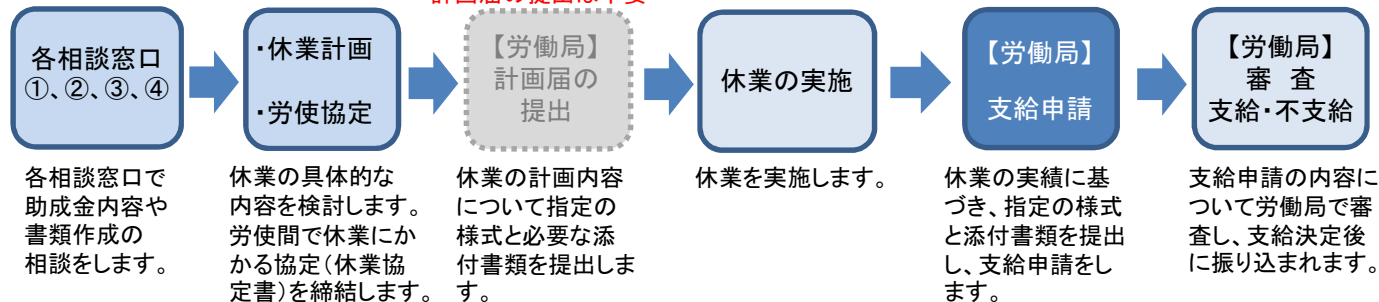 計画届の提出は不要
各相談窓口
①、②、③、④
・休業計画
・労使協定
【労働局】
計画届の
提出
休業の実施
【労働局】
支給申請
【労働局】
審 査
支給・不支給
各相談窓口で
助成金内容や
書類作成の
相談をします。
休業の具体的な
内容を検討します。
労使間で休業にか
かる協定（休業協
定書）を締結します。
休業の計画内容
について指定の
様式と必要な添
付書類を提出しま
す。
休業を実施します。
休業の実績に基
づき、指定の様式
と添付書類を提出
し、支給申請をし
ます。
支給申請の内容に
ついて労働局で審
査し、支給決定後
に振り込まれます。